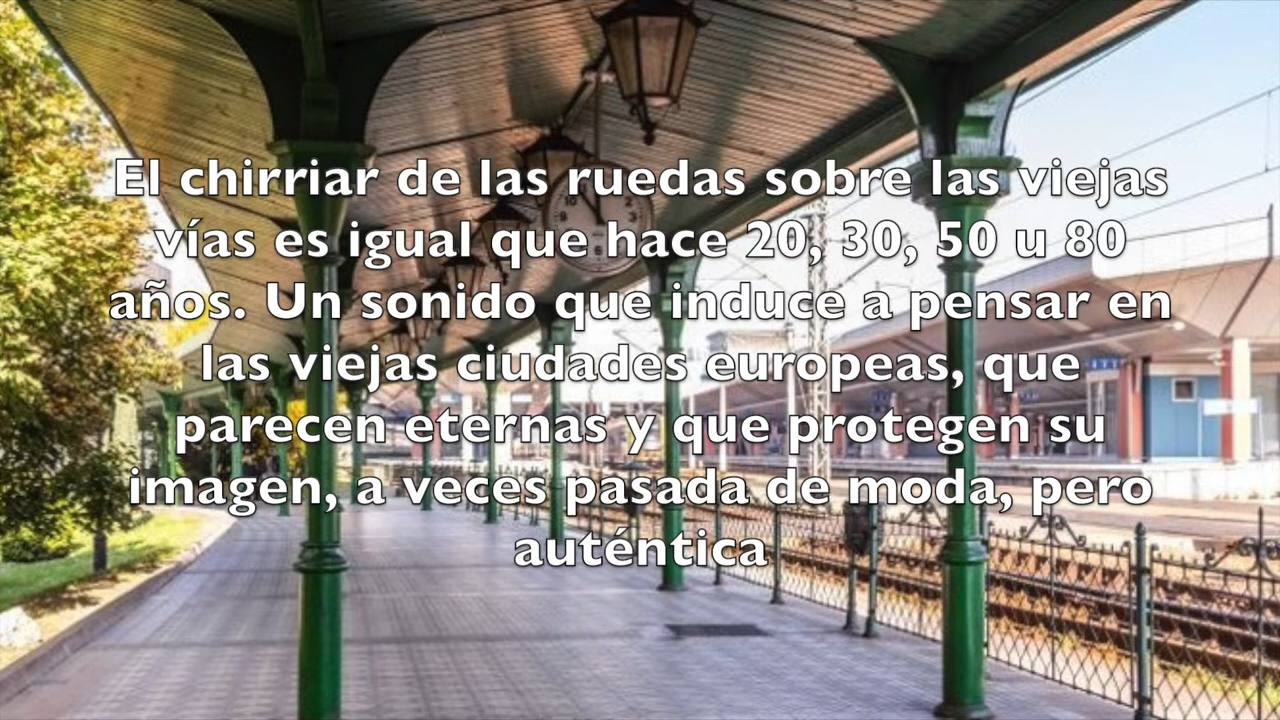 El chirriar de las ruedas sobre las viejas
vías es igual que hace 20, 30, 50 u 80
años. Un sonido que induce a pensar en
las viejas ciudades europeas, que
parecen eternas y que protegen su
imagen, a veces pasada de moda, pero
auténtica